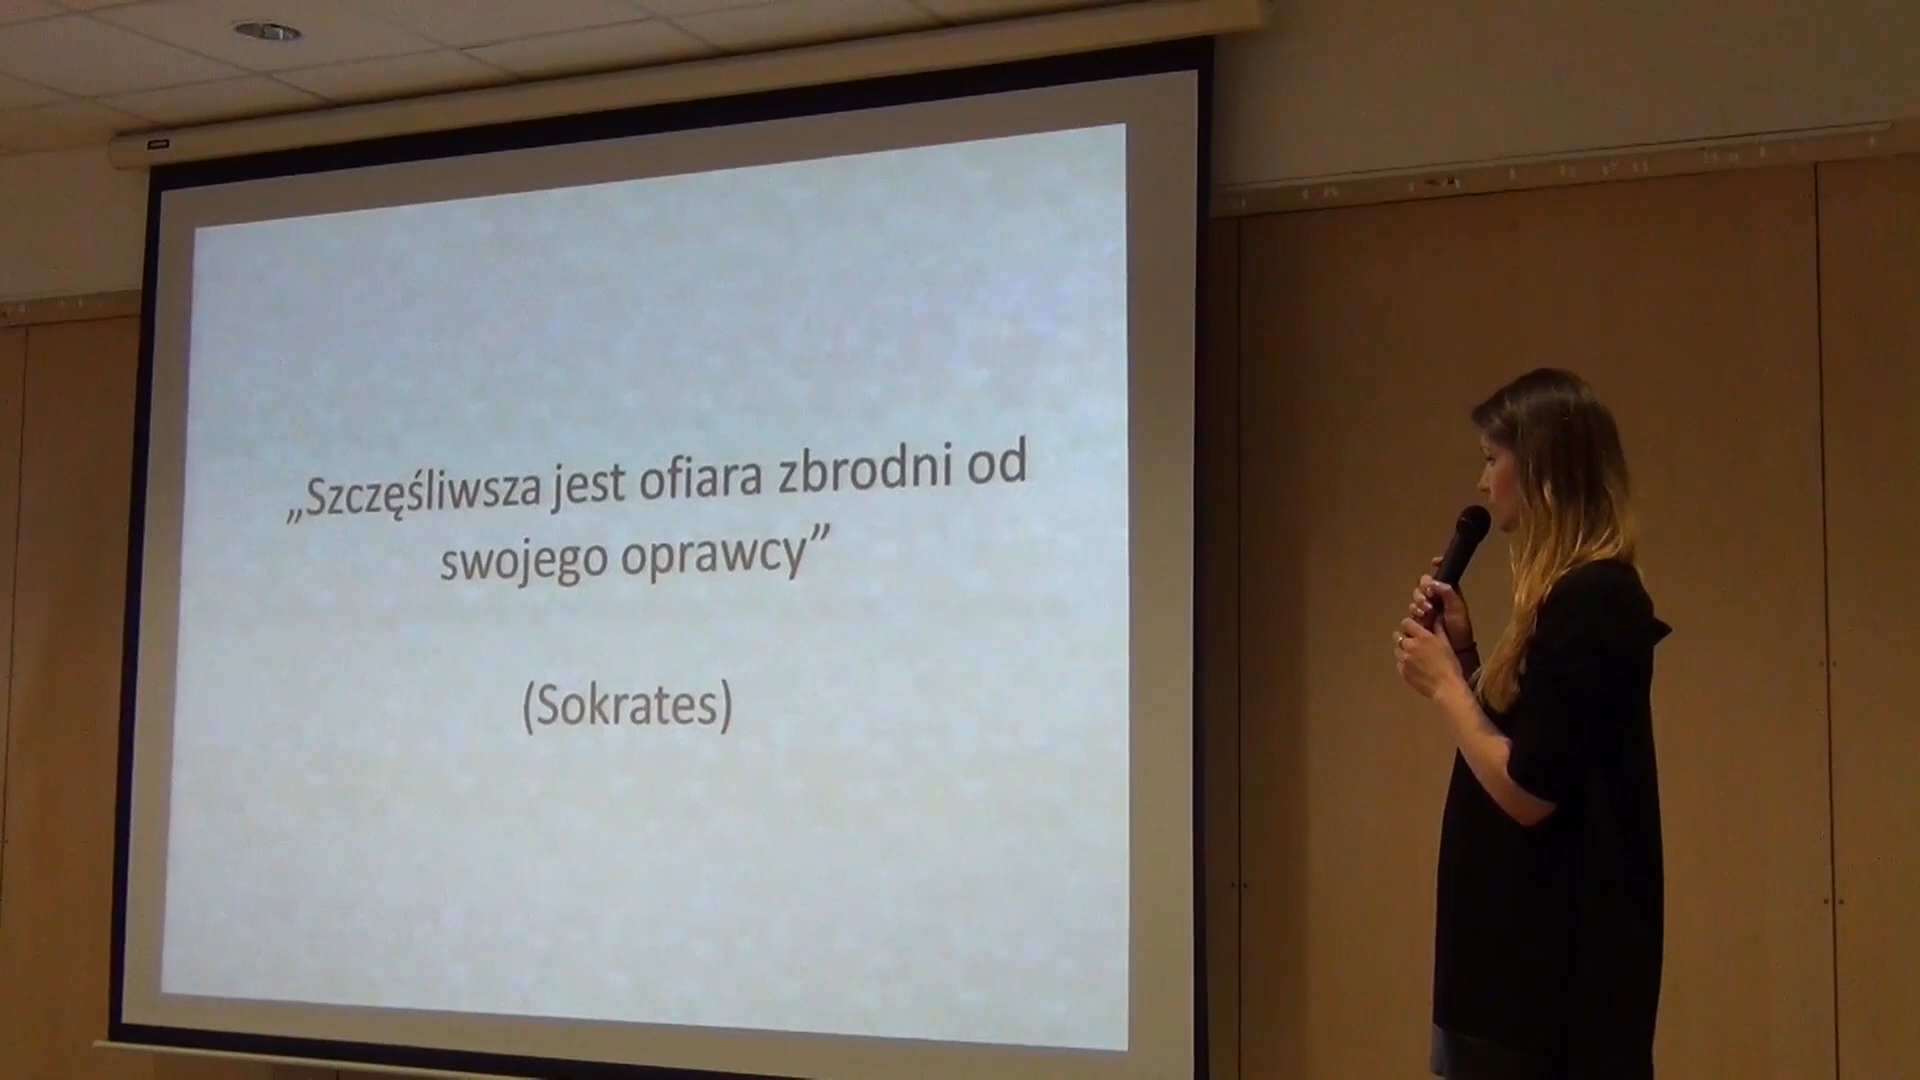 „Szczęśliwsza jest ofiara zbrodni od
swojego oprawcy”
(Sokrates)